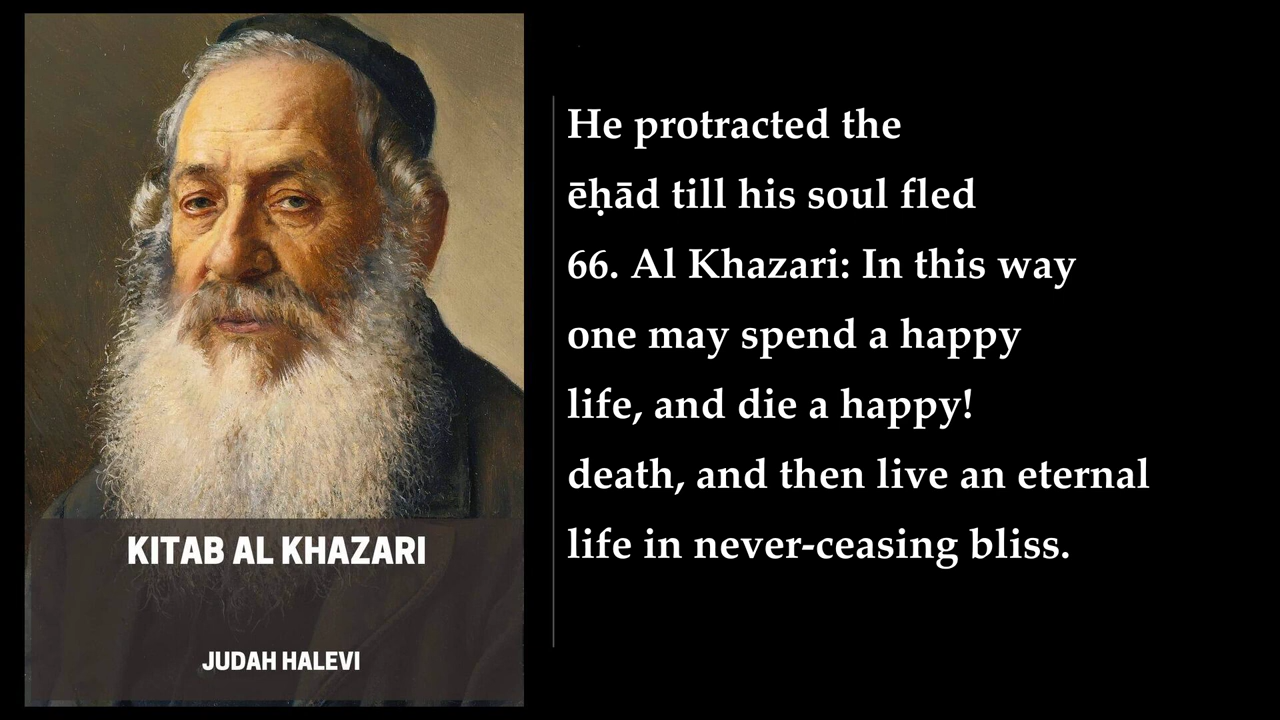 KITAB AL KHAZARI
JUDAH HALEVI
He protracted the
ēḥād till his soul fled
66. Al Khazari: In this way
one may spend a happy
life, and die a happy!
death, and then live an eternal
life in never-ceasing bliss.